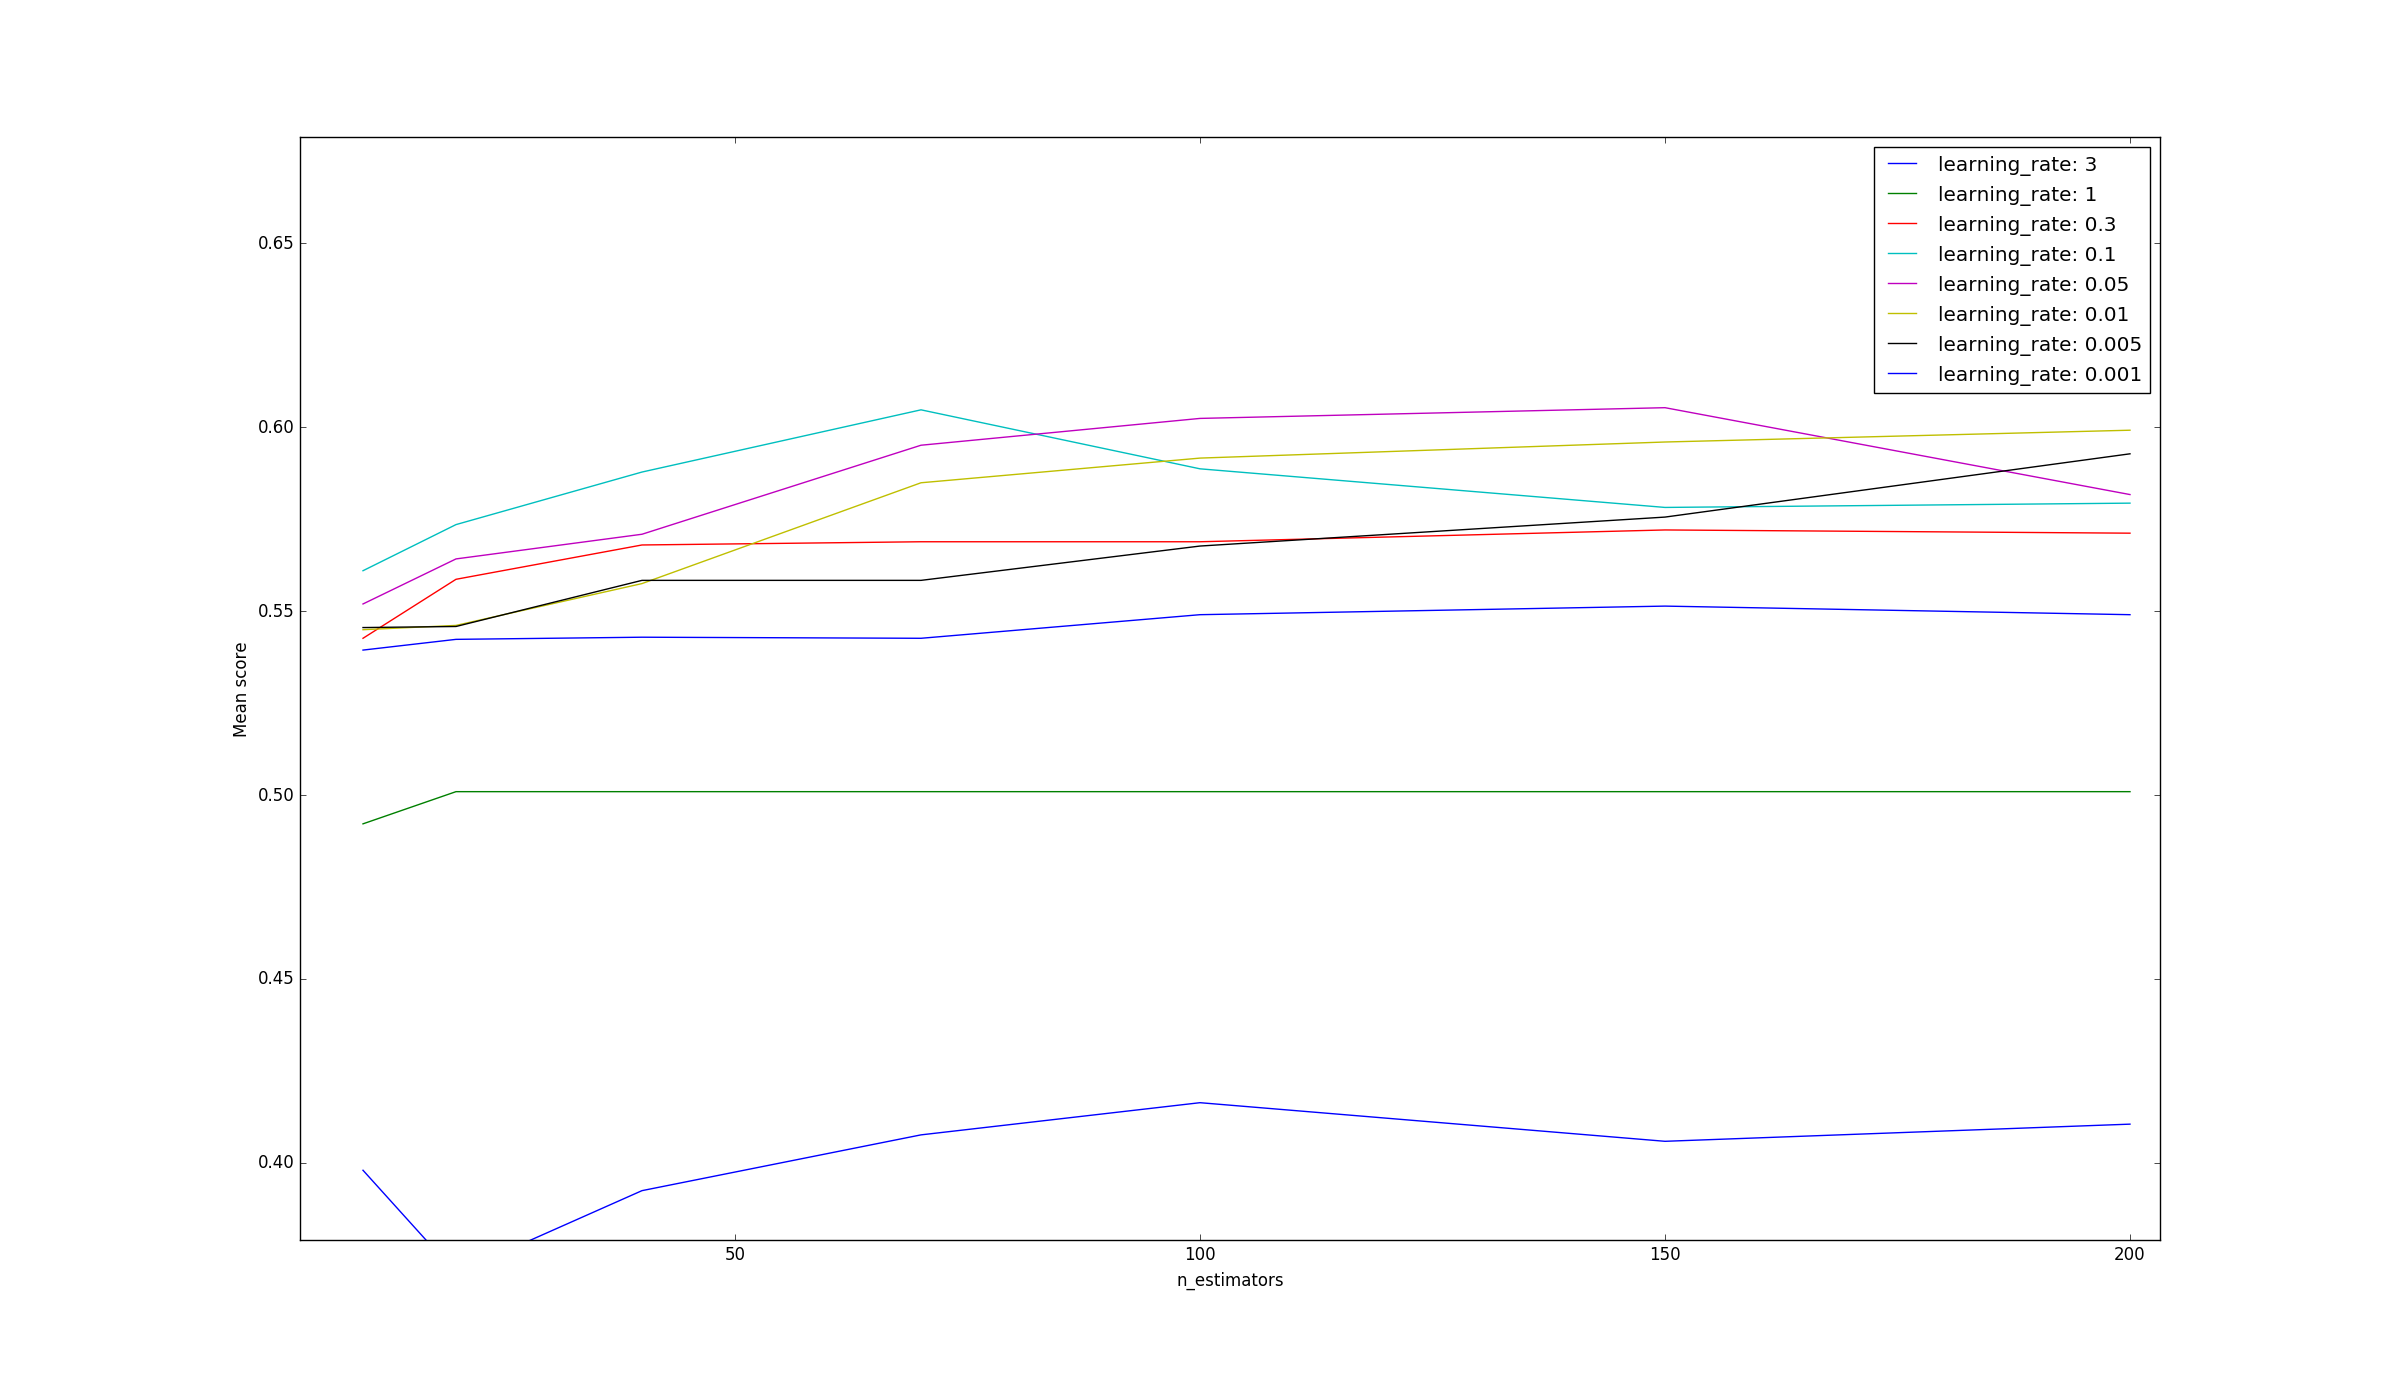 learning_rate: 3
learning_rate: 1
learning_rate: 0.3
learning_rate: 0.1
learning_rate: 0.05
learning_rate: 0.01
learning_rate: 0.005
learning_rate: 0.001
0.65
0.60
0.55
0.50
0.45
0.40
Mean score
50 100 150 200
n_estimators